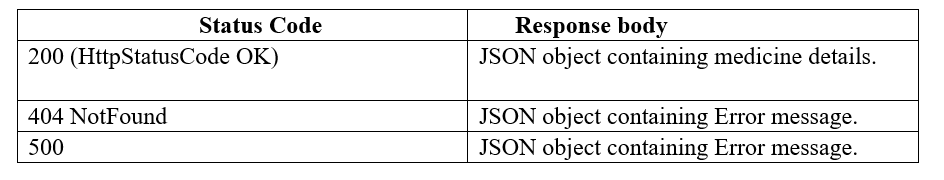 Status Code Response body
200 (HttpStatusCode OK) JSON object containing medicine details.
404 NotFound JSON object containing Error message.
500 JSON object containing Error message.